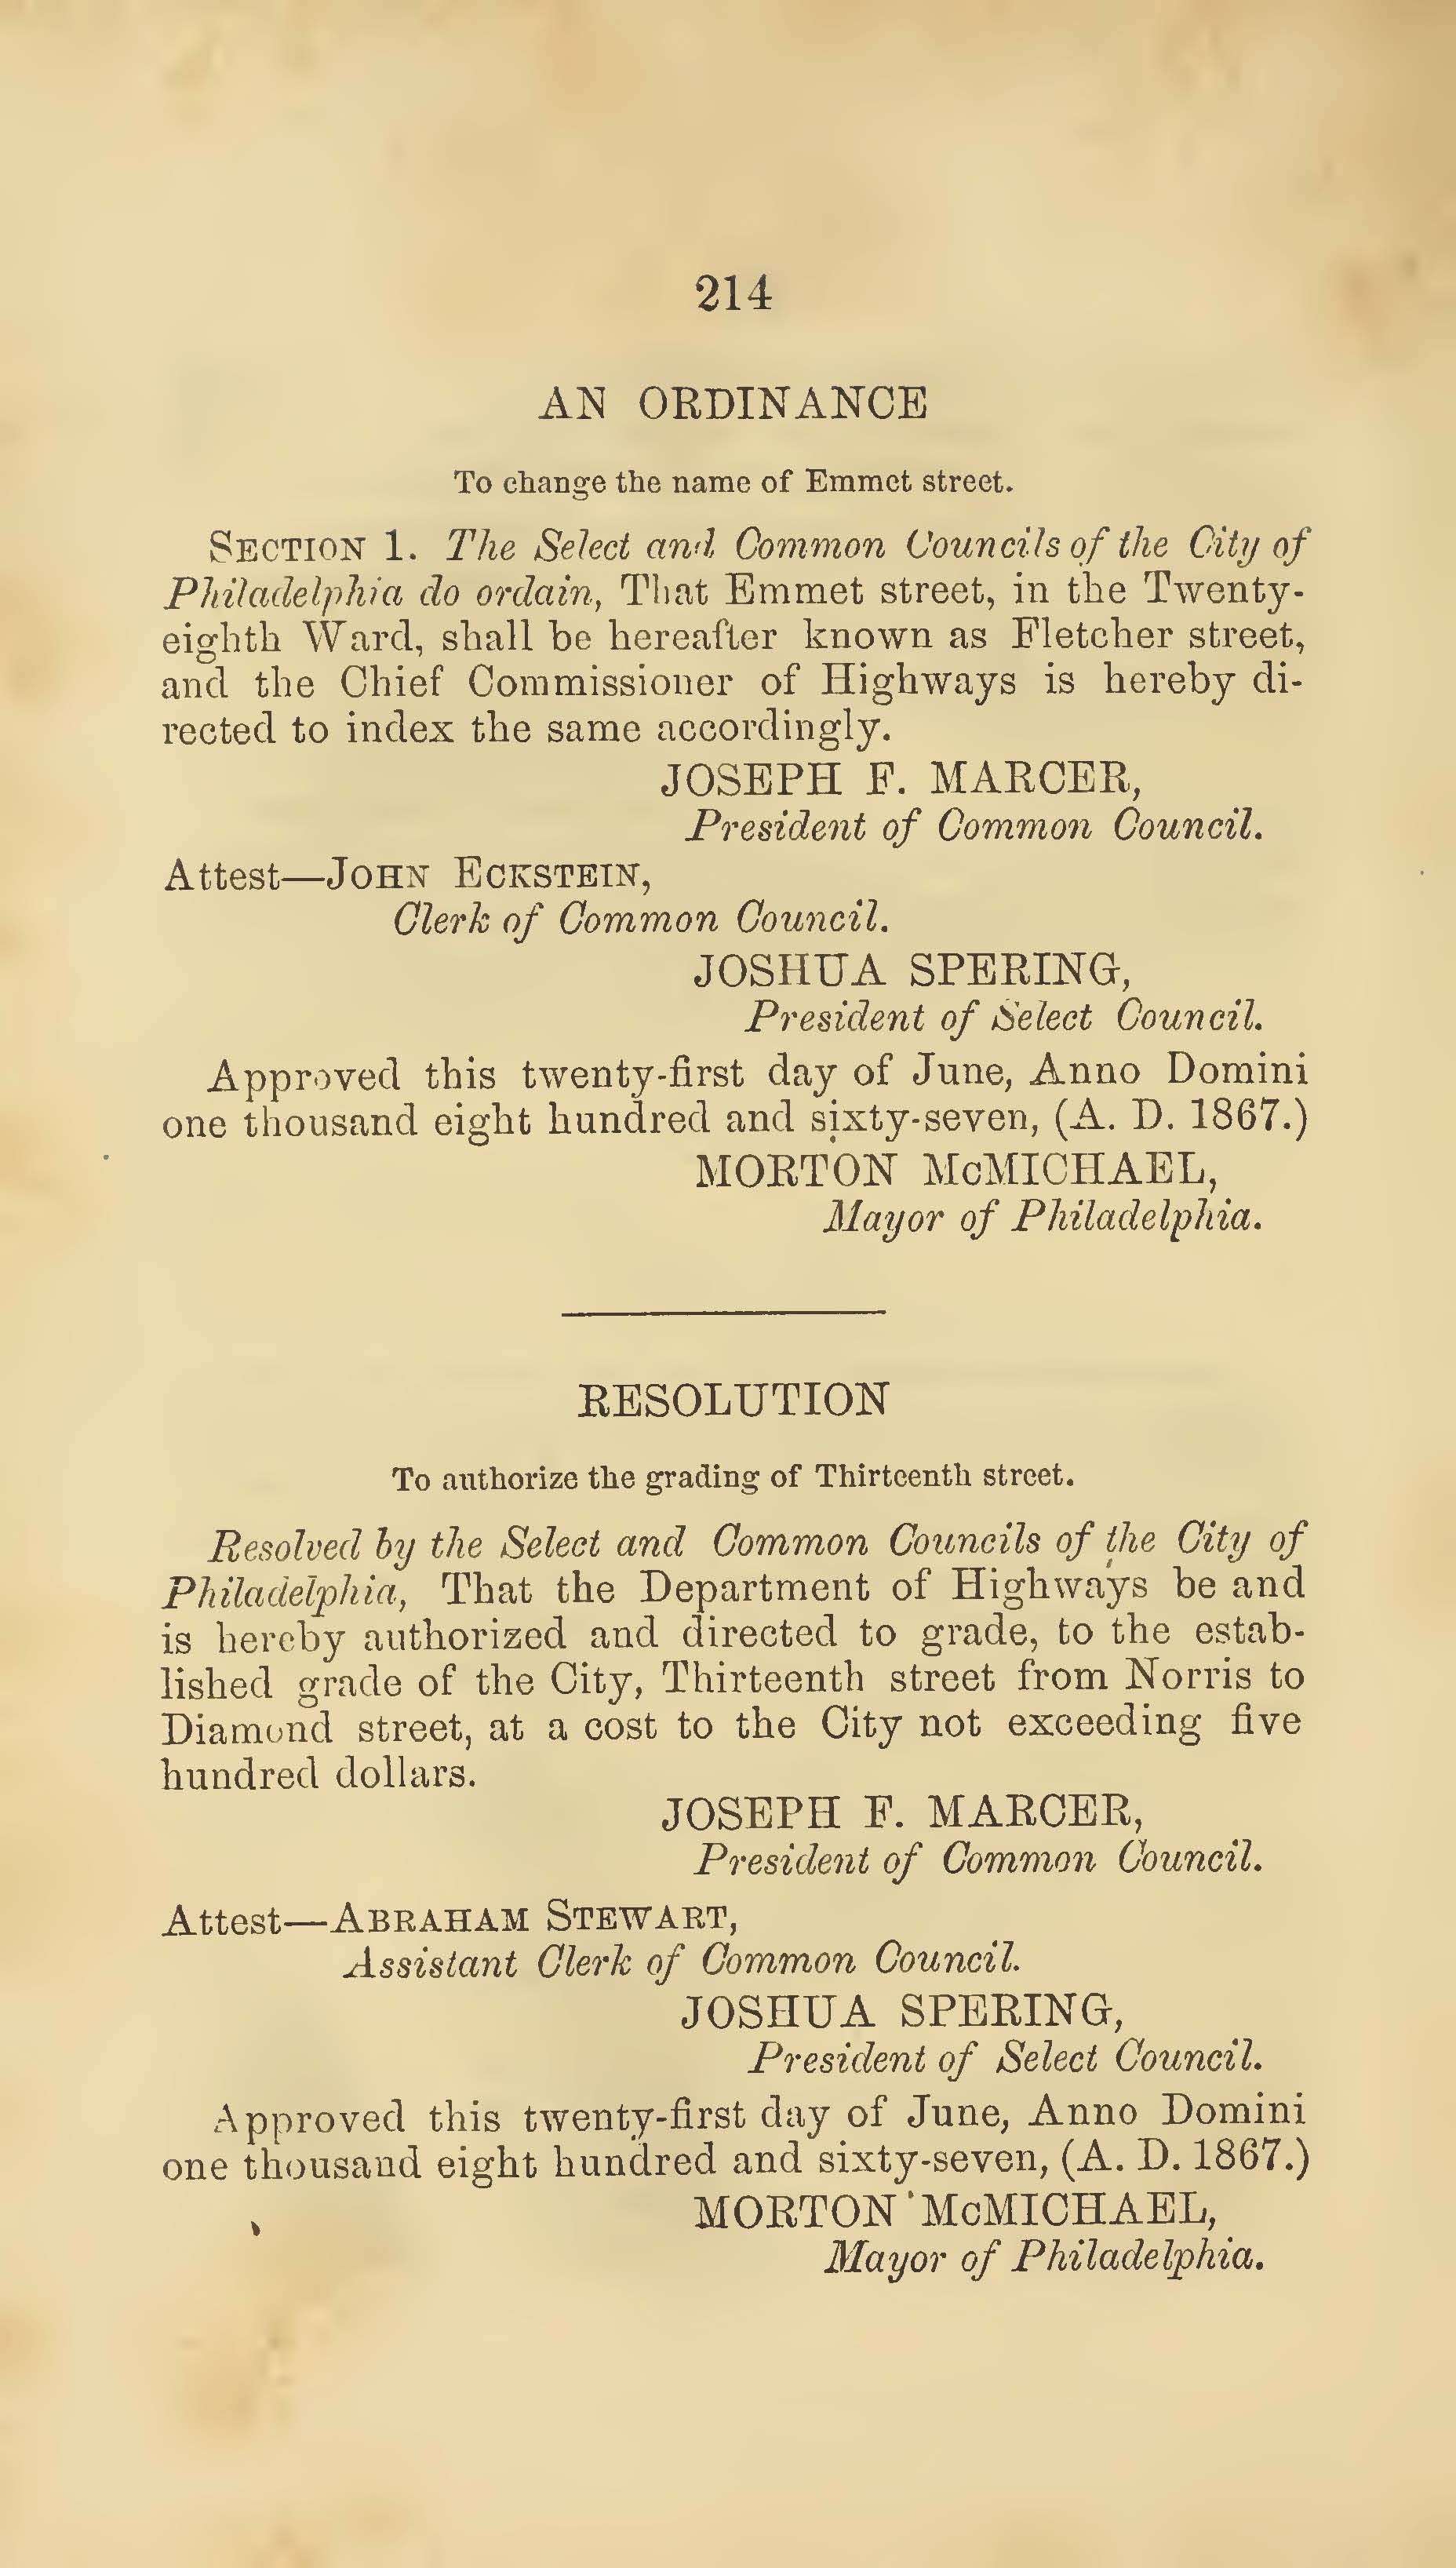 214
AN ORDINANCE
To change the name of Emmet street.
SECTION 1. The Select and Common Councils of the City of
Philadelphia do ordain, That Emmet street, in the Twenty-
eighth Ward, shall be hereafter known as Fletcher street,
and the Chief Commissioner of Highways is hereby di-
rected to index the same accordingly.
JOSEPH F. MARCER,
President of Common Council.
Attest—JOHN ECKSTEIN,
Clerk of Common Council.
JOSHUA SPERING,
President of Select Council.
Approved this twenty-first day of June, Anno Domini
one thousand eight hundred and sixty-seven, (A. D. 1867.)
MORTON McMICHAEL,
Mayor of Philadelphia.
RESOLUTION
To authorize the grading of Thirteenth street.
Resolved by the Select and Common Councils of the City of
Philadelphia, That the Department of Highways be and
is hereby authorized and directed to grade, to the estab-
lished grade of the City, Thirteenth street from Norris to
Diamond street, at a cost to the City not exceeding five
hundred dollars.
JOSEPH F. MARCER,
President of Common Council.
Attest—ABRAHAM STEWART,
Assistant Clerk of Common Council.
JOSHUA SPERING,
President of Select Council.
Approved this twenty-first day of June, Anno Domini
one thousand eight hundred and sixty-seven, (A. D. 1867.)
MORTON McMICHAEL,
Mayor of Philadelphia.